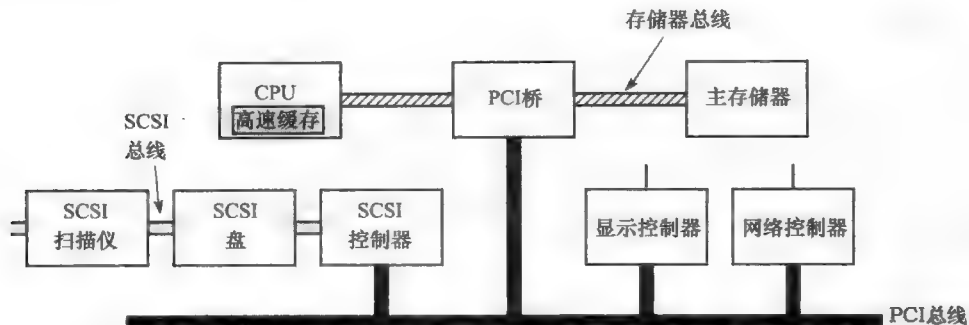 存储器总线
CPU
高速缓存
PCI桥
主存储器
SCSI
总线
SCSI
扫描仪
SCSI
盘
SCSI
控制器
显示控制器
网络控制器
PCI总线